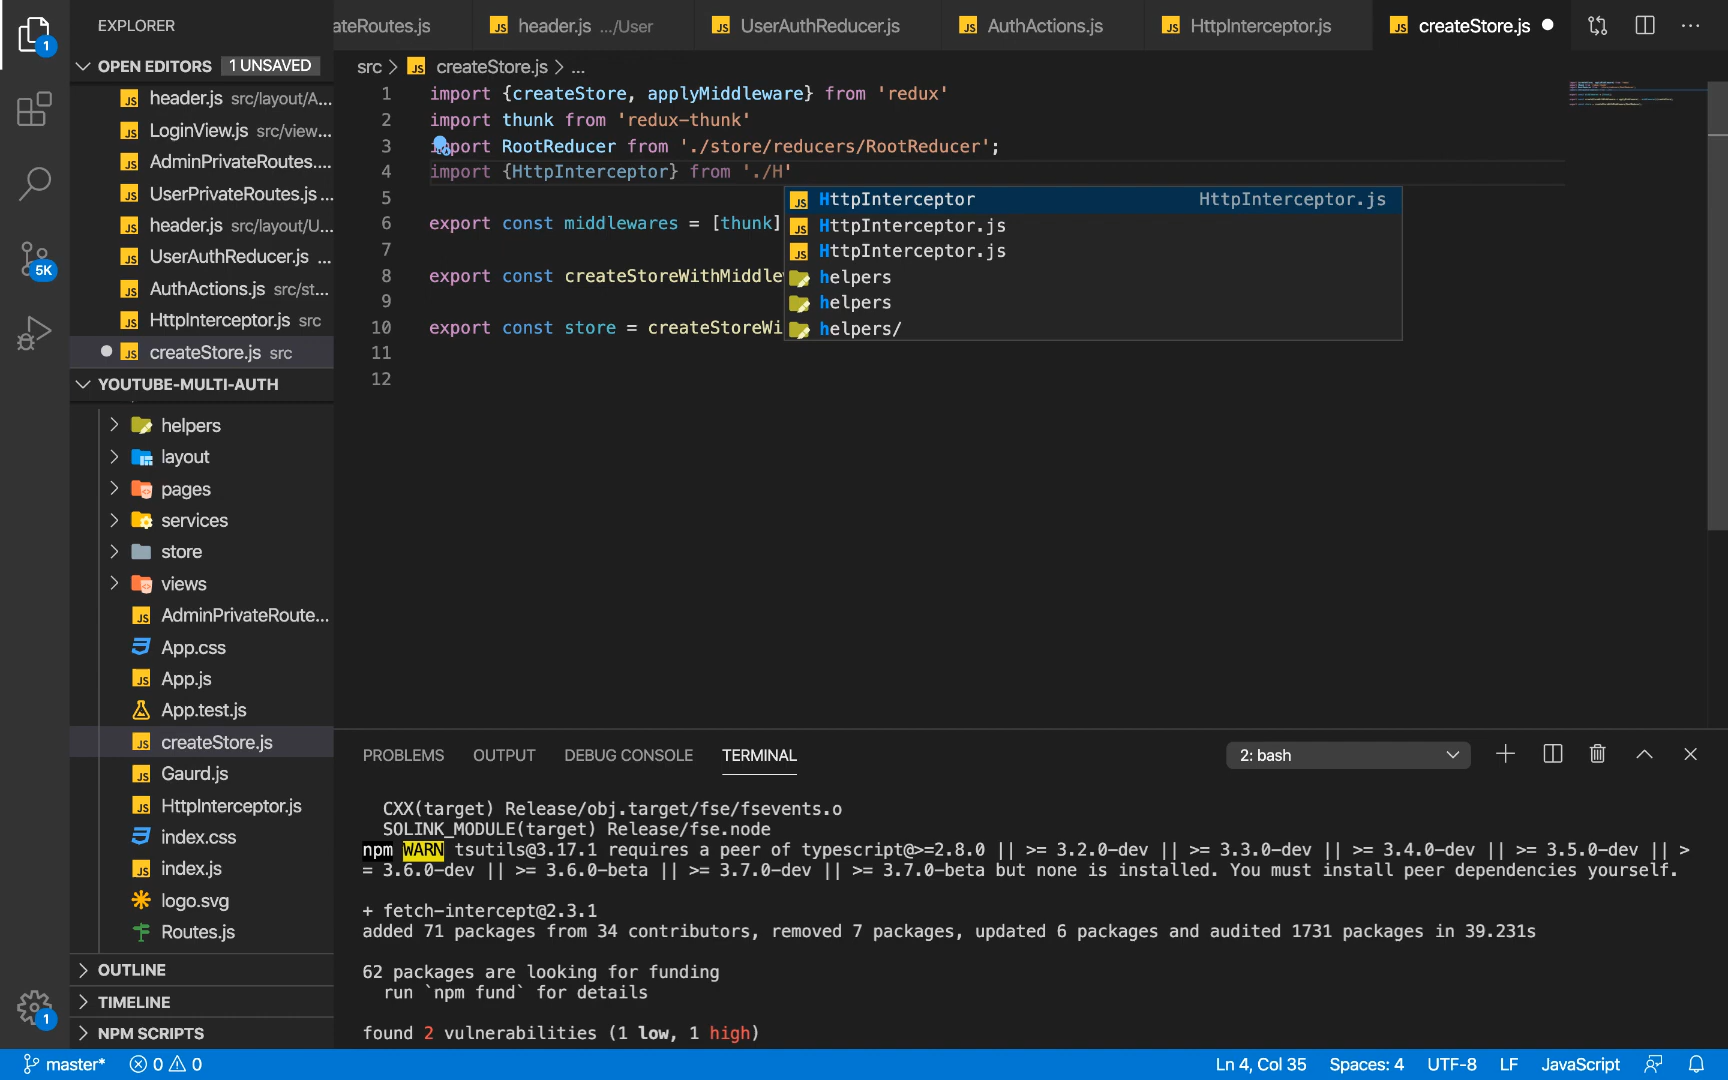 EXPLORER
ateRoutes.js
header.js .../User
UserAuthReducer.js
AuthActions.js
HttpInterceptor.js
createStore.js
OPEN EDITORS 1 UNSAVED
header.js src/layout/A...
LoginView.js src/view...
AdminPrivateRoutes....
UserPrivateRoutes.js ...
header.js src/layout/U...
UserAuthReducer.js ...
AuthActions.js src/st...
HttpInterceptor.js src
createStore.js src
YOUTUBE-MULTI-AUTH
helpers
layout
pages
services
store
views
AdminPrivateRoute...
App.css
App.js
App.test.js
createStore.js
Gaurd.js
HttpInterceptor.js
index.css
index.js
logo.svg
Routes.js
OUTLINE
TIMELINE
NPM SCRIPTS
1
5K
1
src > createStore.js > ...
1 import {createStore, applyMiddleware} from 'redux'
2 import thunk from 'redux-thunk'
3 import RootReducer from './store/reducers/RootReducer';
4 import {HttpInterceptor} from './H'
5
6 export const middlewares = [thunk]
7
8 export const createStoreWithMiddle
9
10 export const store = createStoreWi
11
12
HttpInterceptor HttpInterceptor.js
HttpInterceptor.js
HttpInterceptor.js
helpers
helpers
helpers/
PROBLEMS OUTPUT DEBUG CONSOLE TERMINAL
2: bash
CXX(target) Release/obj.target/fse/fsevents.o
SOLINK_MODULE(target) Release/fse.node
npm WARN tsutils@3.17.1 requires a peer of typescript@>=2.8.0 || >= 3.2.0-dev || >= 3.3.0-dev || >= 3.4.0-dev || >= 3.5.0-dev || >
= 3.6.0-dev || >= 3.6.0-beta || >= 3.7.0-dev || >= 3.7.0-beta but none is installed. You must install peer dependencies yourself.
+ fetch-intercept@2.3.1
added 71 packages from 34 contributors, removed 7 packages, updated 6 packages and audited 1731 packages in 39.231s
62 packages are looking for funding
run `npm fund` for details
found 2 vulnerabilities (1 low, 1 high)
master* 0 0
Ln 4, Col 35 Spaces: 4 UTF-8 LF JavaScript